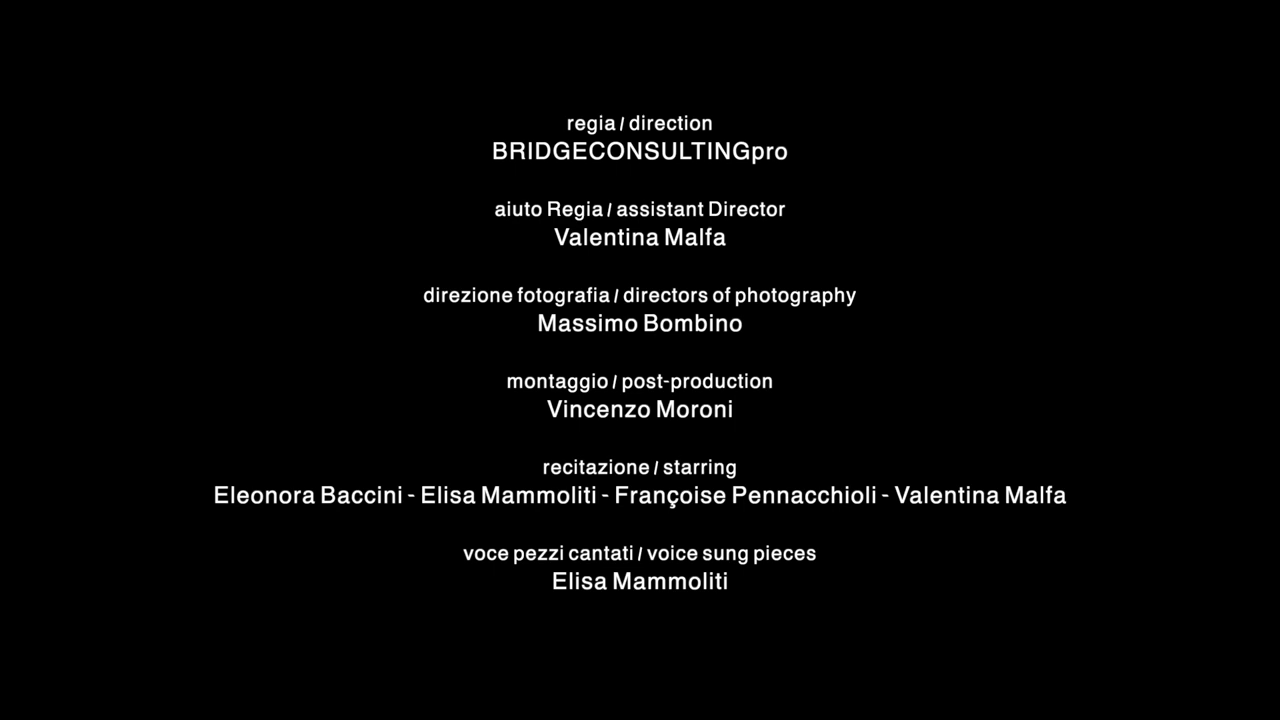 regia / direction
BRIDGECONSULTINGpro
aiuto Regia / assistant Director
Valentina Malfa
direzione fotografia / directors of photography
Massimo Bombino
montaggio / post-production
Vincenzo Moroni
recitazione / starring
Eleonora Baccini - Elisa Mammoliti - Françoise Pennacchioli - Valentina Malfa
voce pezzi cantati / voice sung pieces
Elisa Mammoliti